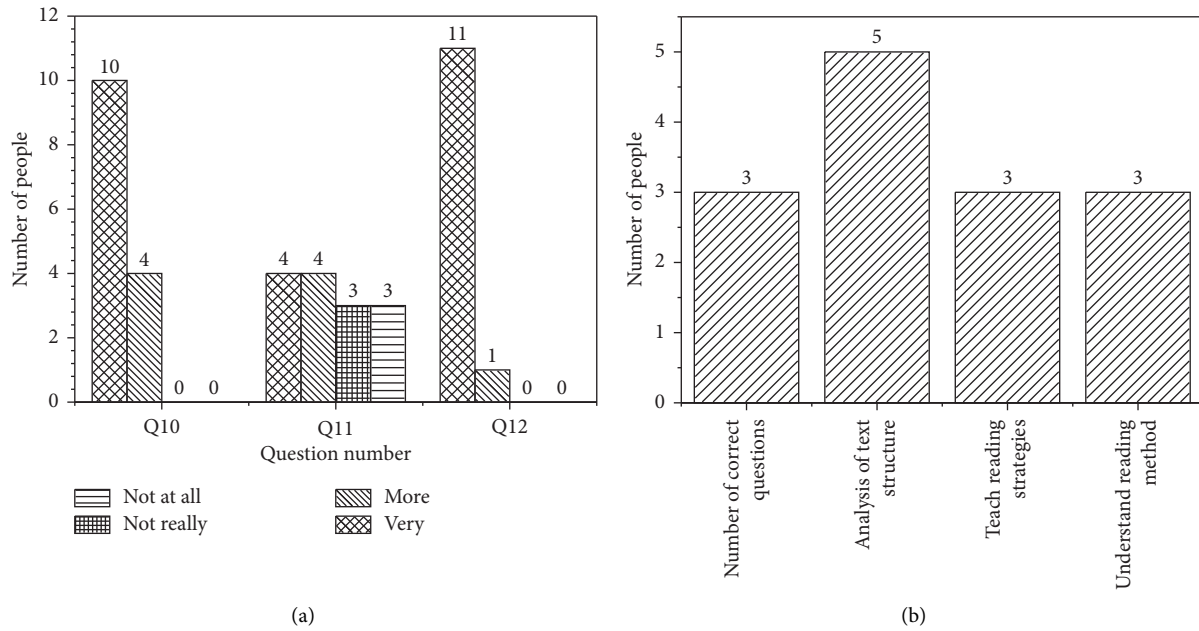 12
10
8
6
4
2
0
Number of people
10
4
0 0
4 4
3 3
11
1
0 0
Q10 Q11 Q12
Question number
Not at all
Not really
More
Very
(a)
5
4
3
2
1
0
Number of people
3
5
3
3
Number of correct
questions
Analysis of text
structure
Teach reading
strategies
Understand reading
method
(b)